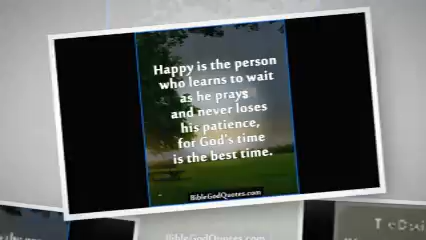 Happy is the person
who learns to wait
as he prays
and never loses
his patience,
for God's time
is the best time.
BibleGodQuotes.com
BibleGodQuotes.com